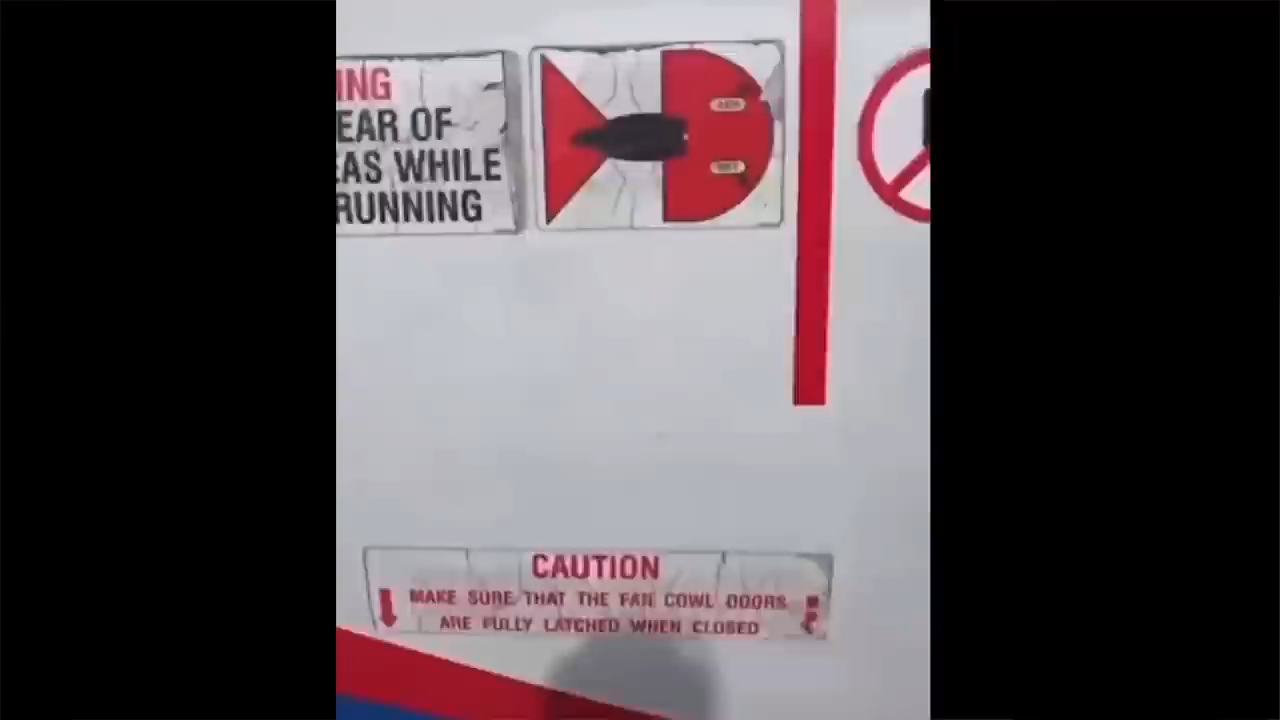 ING
EAR OF
EAS WHILE
RUNNING
CAUTION
MAKE SURE THAT THE FAN COWL DOORS
ARE FULLY LATCHED WHEN CLOSED